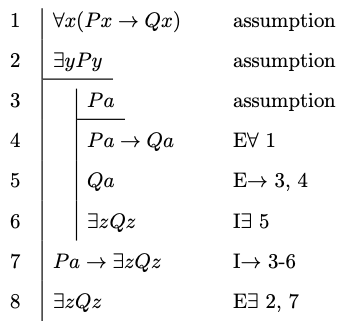 1 ∀x(Px → Qx) assumption
2 ∃yPy assumption
3 Pa assumption
4 Pa → Qa E∀ 1
5 Qa E→ 3, 4
6 ∃zQz I∃ 5
7 Pa → ∃zQz I→ 3-6
8 ∃zQz E∃ 2, 7